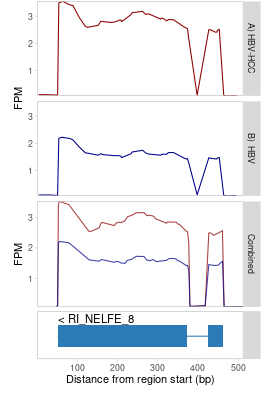 3
2
1
A) HBV-HCC
FPM
3
2
1
B) HBV
3
2
1
FPM
Combined
< RI_NELFE_8
100
200
300
400
500
Distance from region start (bp)